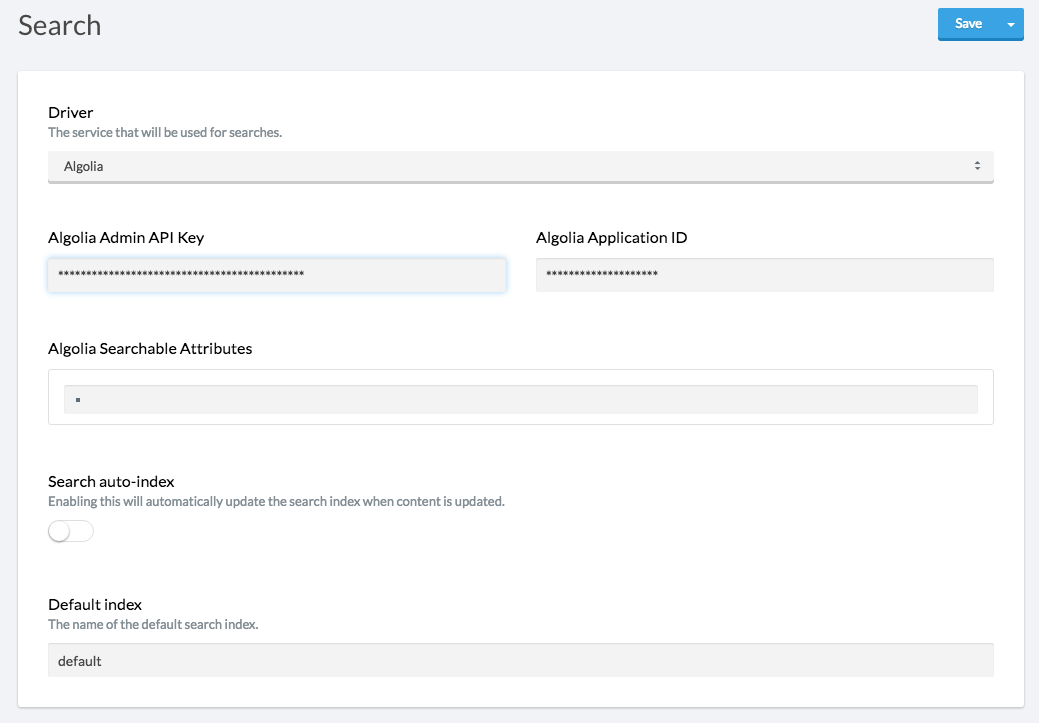 Search
Save
Driver
The service that will be used for searches.
Algolia
Algolia Admin API Key
Algolia Application ID
********************************************
********************
Algolia Searchable Attributes
Search auto-index
Enabling this will automatically update the search index when content is updated.
Default index
The name of the default search index.
default